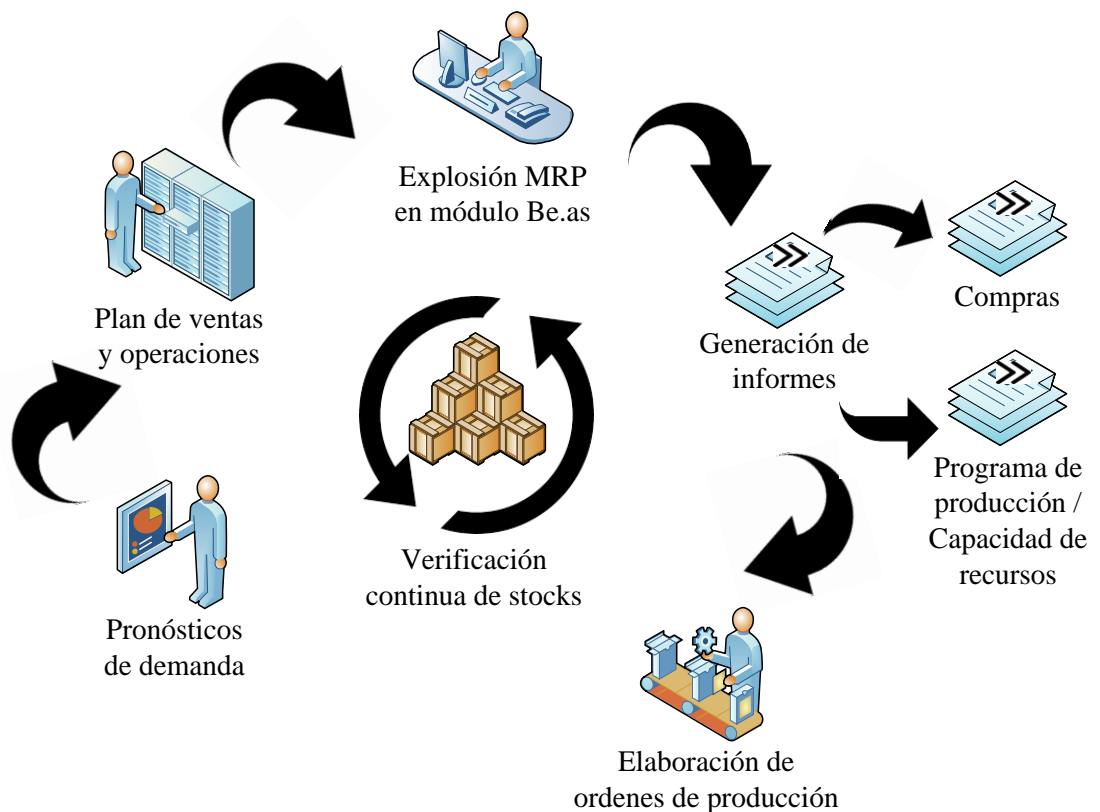 Explosión MRP
en módulo Be.as
Plan de ventas
y operaciones
Compras
Generación de
informes
Programa de
producción /
Capacidad de
recursos
Verificación
continua de stocks
Pronósticos
de demanda
Elaboración de
ordenes de producción